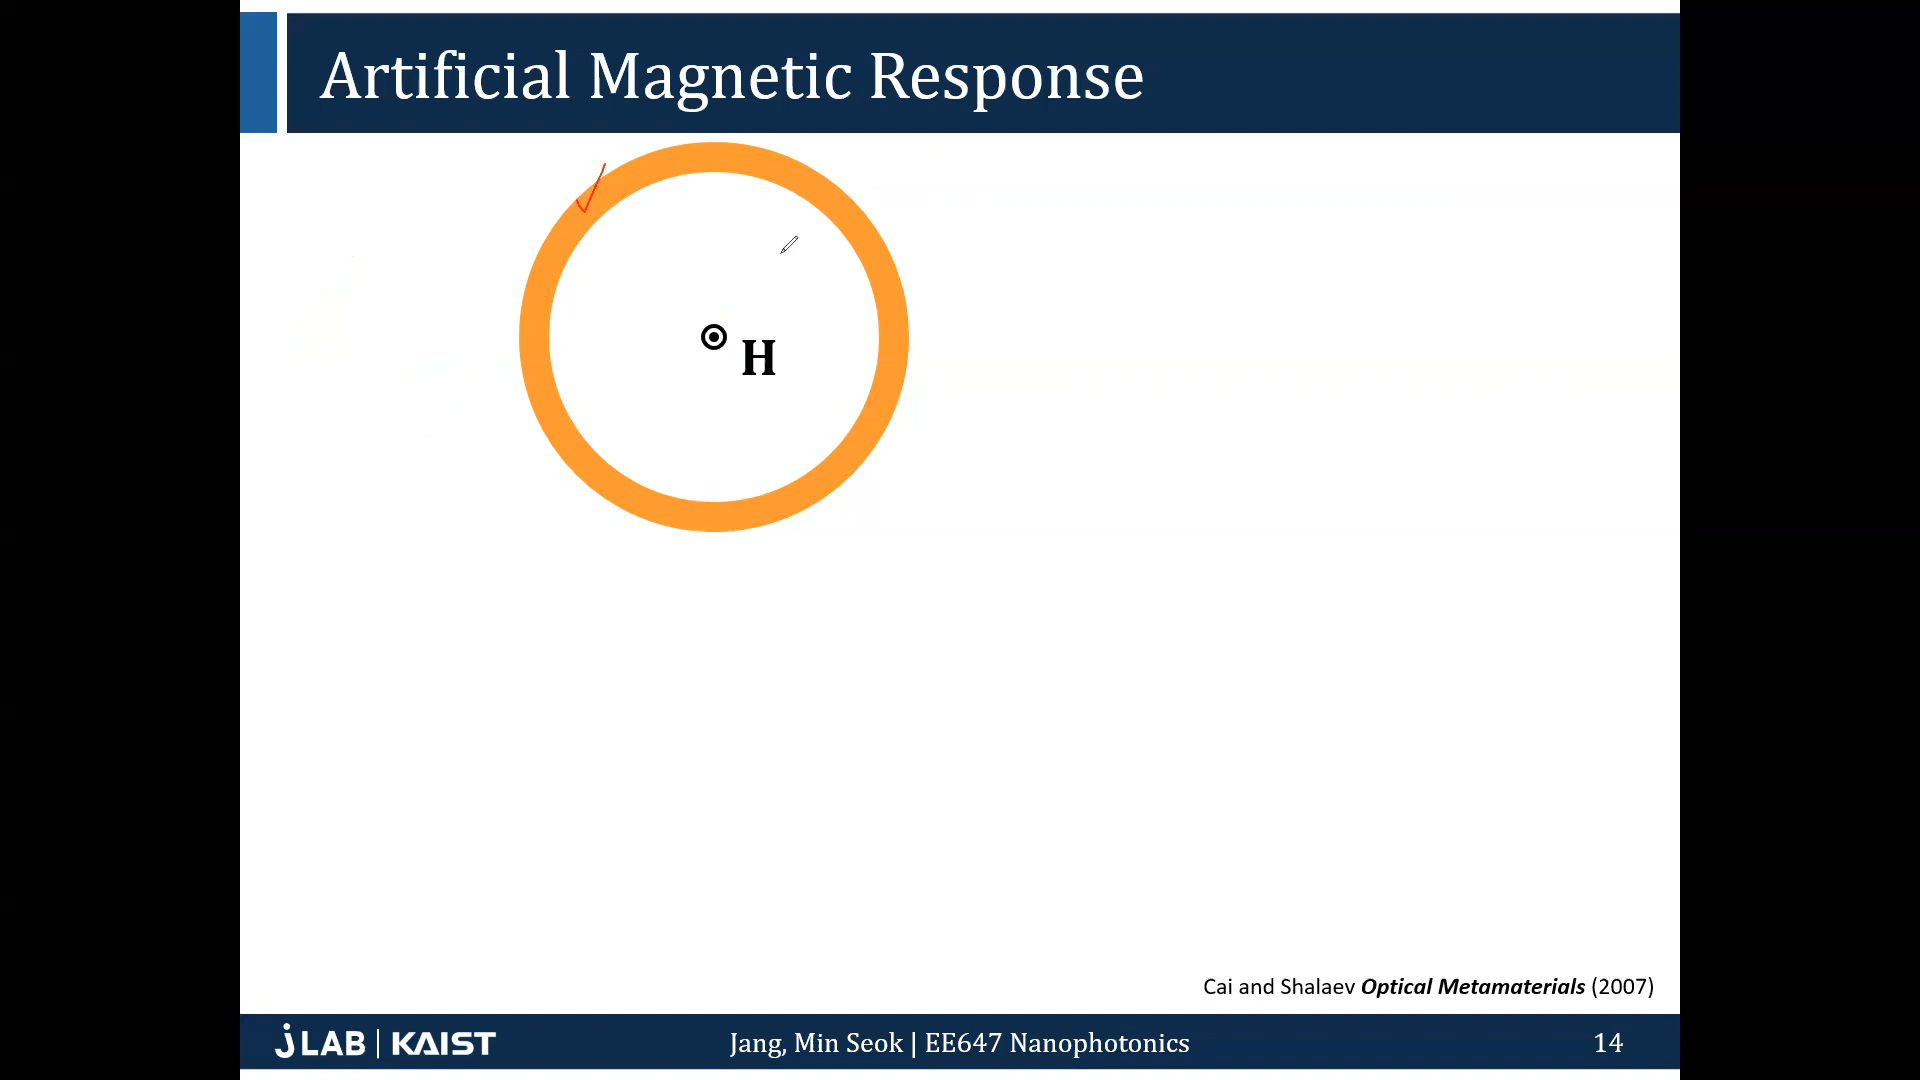 Artificial Magnetic Response
H
Cai and Shalaev Optical Metamaterials (2007)
jLAB | KAIST
Jang, Min Seok | EE647 Nanophotonics
14